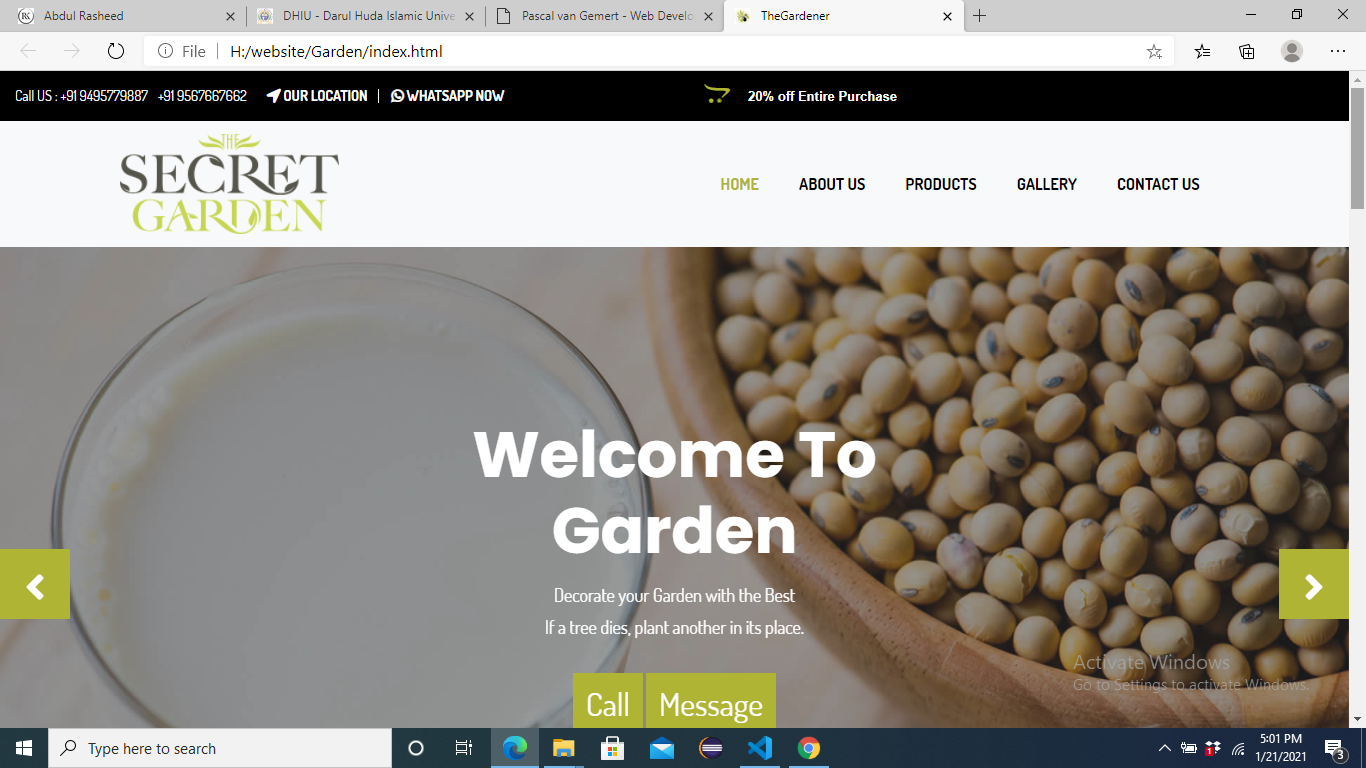 Abdul Rasheed
DHIU - Darul Huda Islamic Unive
Pascal van Gemert - Web Develo
TheGardener
File
H:/website/Garden/index.html
Call US : +91 9495779887 +91 9567667662
OUR LOCATION
WHATSAPP NOW
20% off Entire Purchase
THE
SECRET
GARDEN
HOME
ABOUT US
PRODUCTS
GALLERY
CONTACT US
Welcome To
Garden
Decorate your Garden with the Best
If a tree dies, plant another in its place.
Call
Message
Activate Windows
Go to Settings to activate Windows.
Type here to search
1
5:01 PM
1/21/2021
3